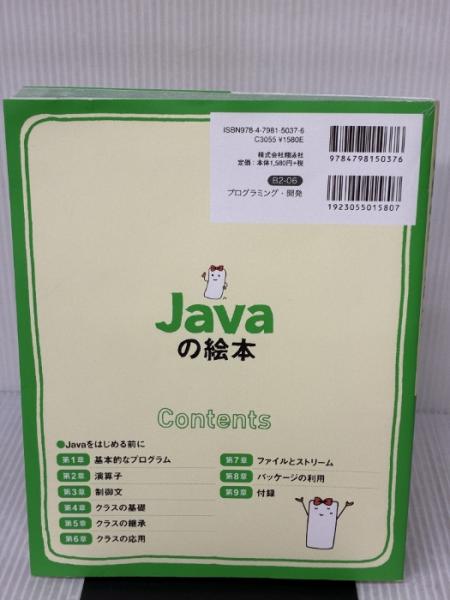 ISBN978-4-7981-5037-6
C3055 ¥1580E
株式会社翔泳社
定価：本体1,580円+税
B2-06
プログラミング・開発
9784798150376
1923055015807
Java
の絵本
Contents
●Javaをはじめる前に
第1章 基本的なプログラム
第2章 演算子
第3章 制御文
第4章 クラスの基礎
第5章 クラスの継承
第6章 クラスの応用
第7章 ファイルとストリーム
第8章 パッケージの利用
第9章 付録